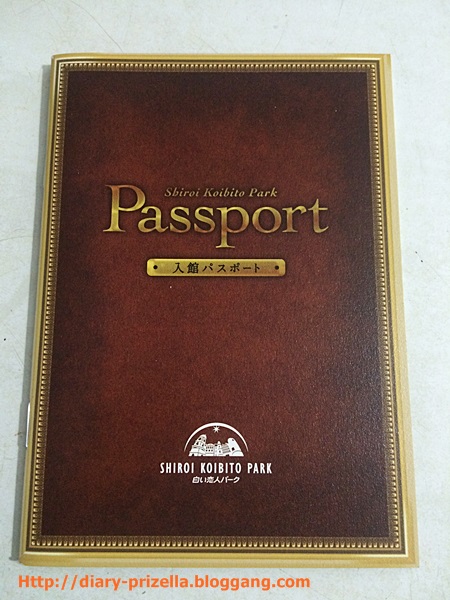 Shiroi Koibito Park
Passport
入館パスポート
SHIROI KOIBITO PARK
白い恋人パーク
Http://diary-prizella.bloggang.com